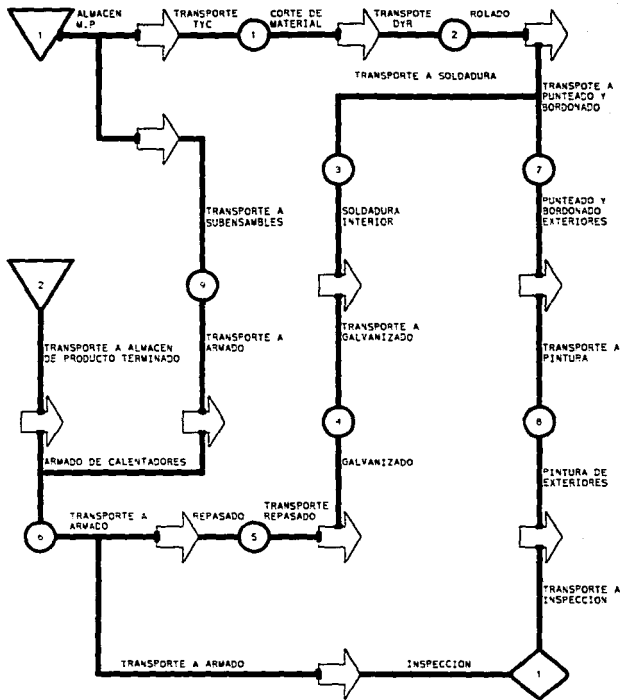 ALMACEN
M.P
TRANSPORTE
TYC
CORTE DE
MATERIAL
TRANSPOTE
DYR
ROLADO
1
1
2
TRANSPORTE A SOLDADURA
TRANSPOTE A
PUNTEADO Y
BORDONADO
3
7
TRANSPORTE A
SUBENSAMBLES
SOLDADURA
INTERIOR
PUNTEADO Y
BORDONADO
EXTERIORES
2
9
TRANSPORTE A ALMACEN
DE PRODUCTO TERMINADO
TRANSPORTE A
ARMADO
TRANSPORTE A
GALVANIZADO
TRANSPORTE A
PINTURA
4
8
ARMADO DE CALENTADORES
GALVANIZADO
PINTURA DE
EXTERIORES
6
TRANSPORTE A
ARMADO
REPASADO
5
TRANSPORTE
REPASADO
TRANSPORTE A
INSPECCION
TRANSPORTE A ARMADO
INSPECCION
1